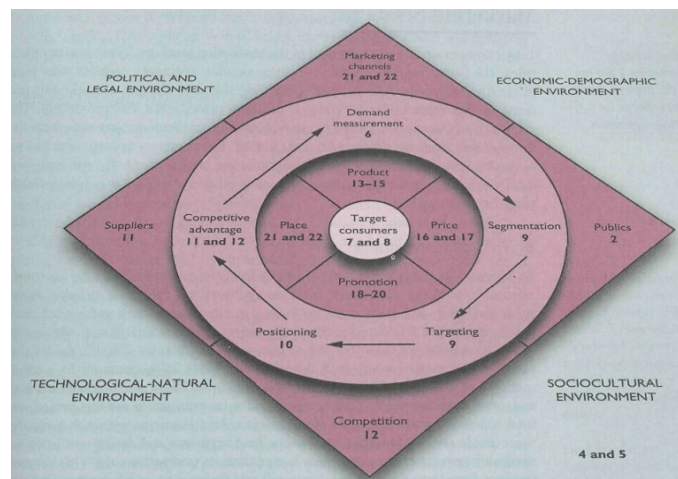 Marketing
channels
21 and 22
POLITICAL AND
LEGAL ENVIRONMENT
ECONOMIC-DEMOGRAPHIC
ENVIRONMENT
Demand
measurement
6
Product
13–15
Suppliers
11
Competitive
advantage
11 and 12
Place
21 and 22
Target
consumers
7 and 8
Price
16 and 17
Segmentation
9
Publics
2
Promotion
18–20
Positioning
10
Targeting
9
TECHNOLOGICAL-NATURAL
ENVIRONMENT
SOCIOCULTURAL
ENVIRONMENT
Competition
12
4 and 5